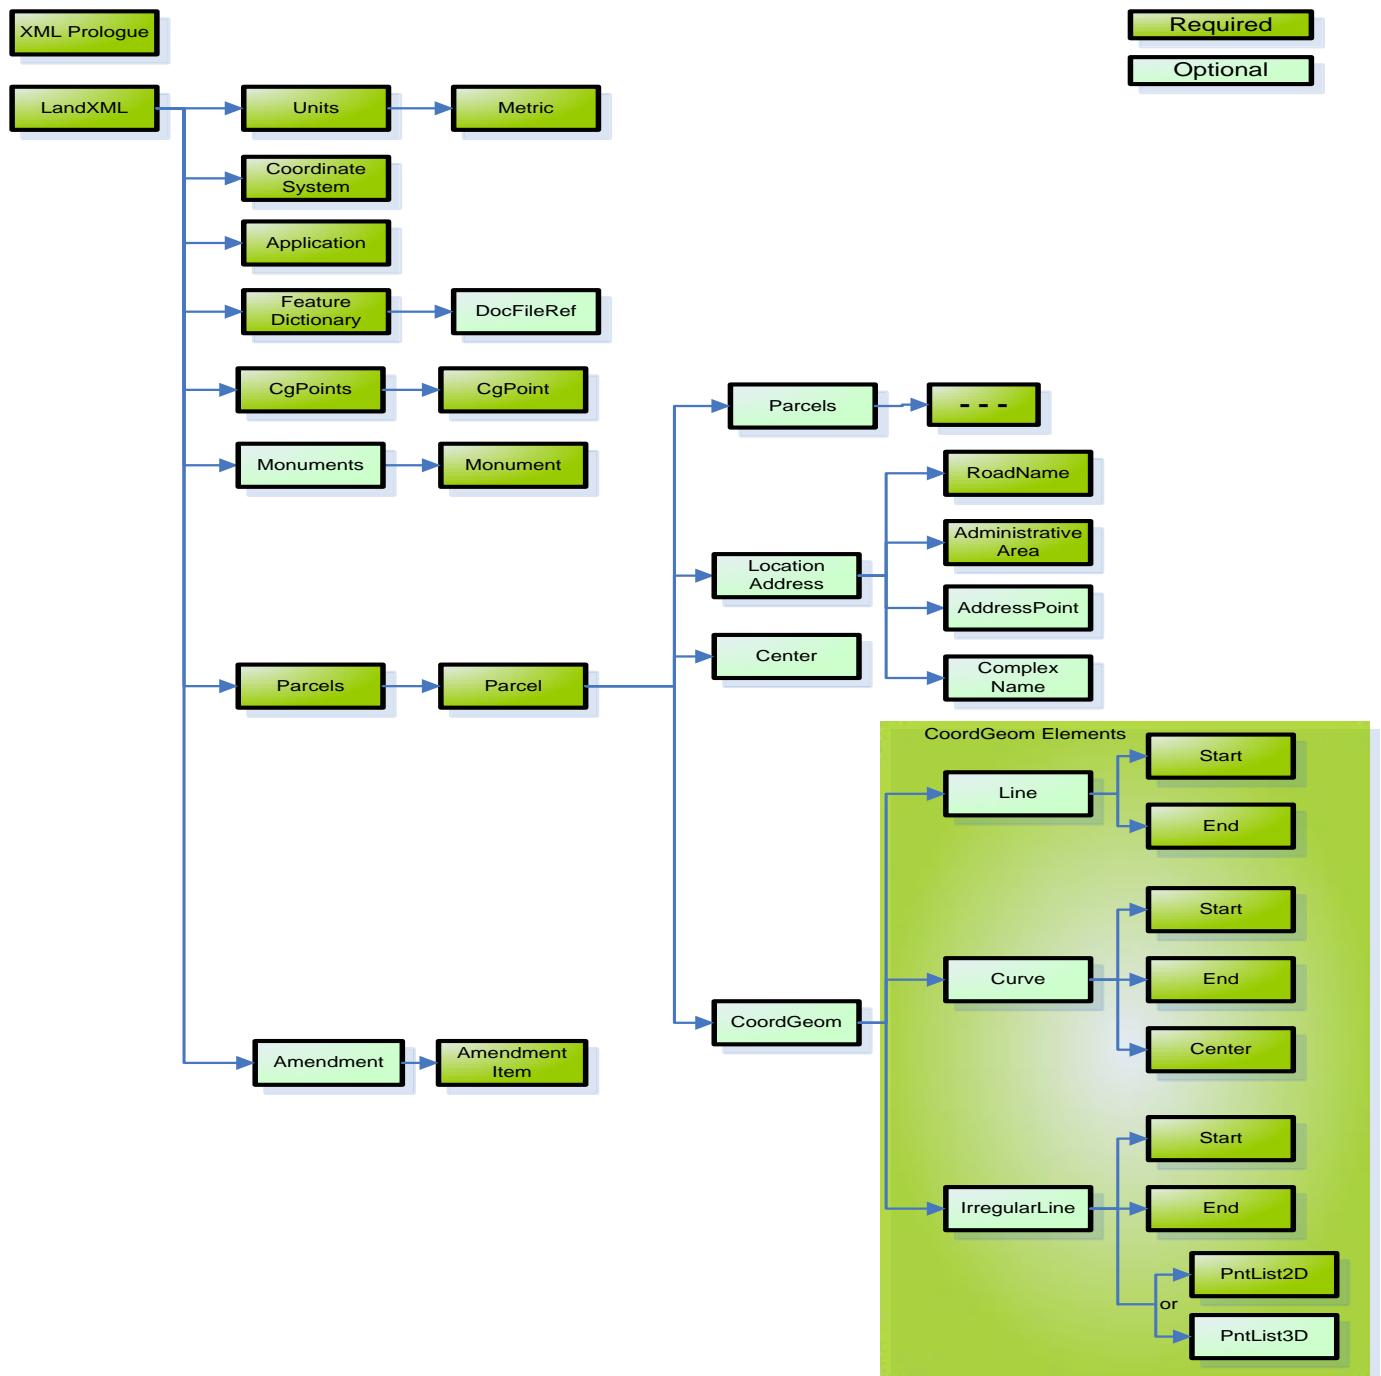 XML Prologue
Required
Optional
LandXML
Units
Metric
Coordinate
System
Application
Feature
Dictionary
DocFileRef
CgPoints
CgPoint
Monuments
Monument
Parcels
- - -
RoadName
Administrative
Area
Location
Address
AddressPoint
Center
Complex
Name
Parcels
Parcel
CoordGeom Elements
Line
Start
End
Curve
Start
End
Center
CoordGeom
Amendment
Amendment
Item
IrregularLine
Start
End
PntList2D
or
PntList3D